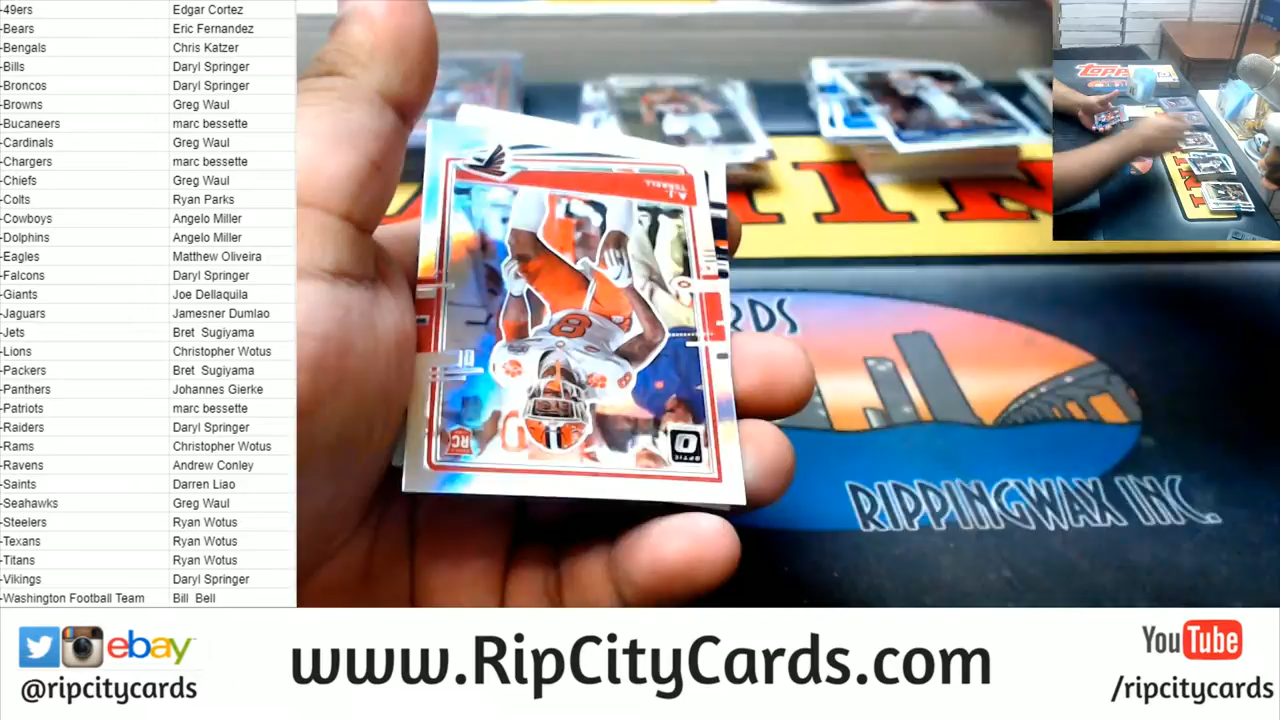 -49ers Edgar Cortez
-Bears Eric Fernandez
-Bengals Chris Katzer
-Bills Daryl Springer
-Broncos Daryl Springer
-Browns Greg Waul
-Bucaneers marc bessette
-Cardinals Greg Waul
-Chargers marc bessette
-Chiefs Greg Waul
-Colts Ryan Parks
-Cowboys Angelo Miller
-Dolphins Angelo Miller
-Eagles Matthew Oliveira
-Falcons Daryl Springer
-Giants Joe Dellaquila
-Jaguars Jamesner Dumlao
-Jets Bret Sugiyama
-Lions Christopher Wotus
-Packers Bret Sugiyama
-Panthers Johannes Gierke
-Patriots marc bessette
-Raiders Daryl Springer
-Rams Christopher Wotus
-Ravens Andrew Conley
-Saints Darren Liao
-Seahawks Greg Waul
-Steelers Ryan Wotus
-Texans Ryan Wotus
-Titans Ryan Wotus
-Vikings Daryl Springer
-Washington Football Team Bill Bell
A.J. TERRELL
8
RC
OPTIC
RDS
RIPPINGWAX INC.
Topps
ebay
@ripcitycards
www.RipCityCards.com
YouTube
/ripcitycards